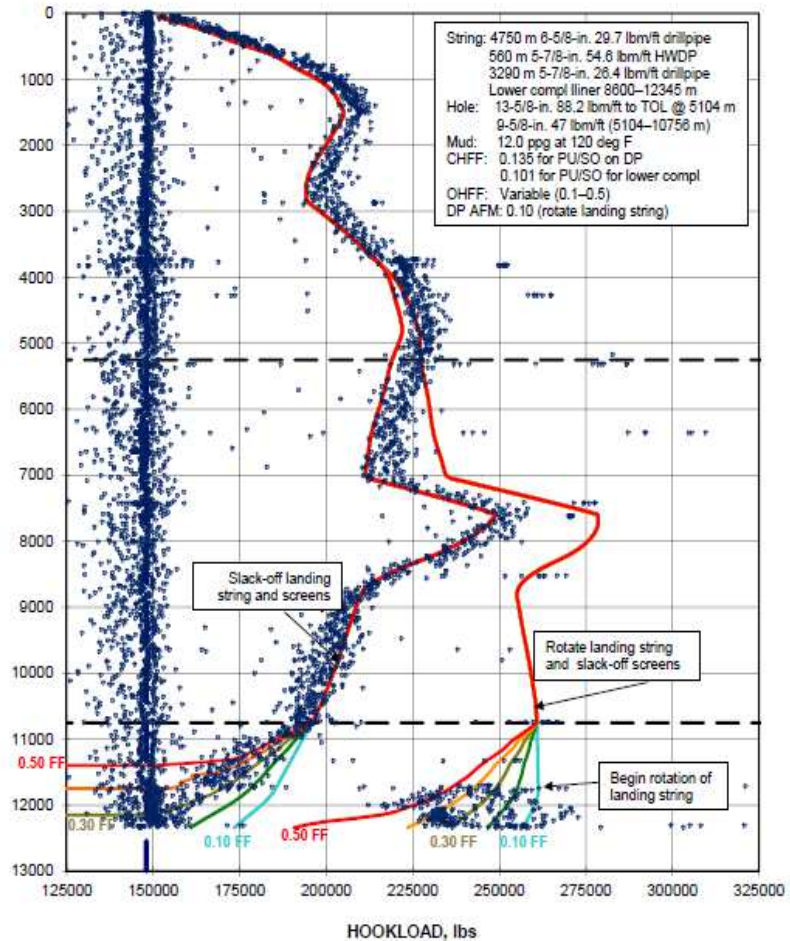 0
1000
2000
3000
4000
5000
6000
7000
8000
9000
10000
11000
12000
13000
125000 150000 175000 200000 225000 250000 275000 300000 325000
HOOKLOAD, lbs
String: 4750 m 6-5/8-in. 29.7 lbm/ft drillpipe
560 m 5-7/8-in. 54.6 lbm/ft HWDP
3290 m 5-7/8-in. 26.4 lbm/ft drillpipe
Lower compl lliner 8600–12345 m
Hole: 13-5/8-in. 88.2 lbm/ft to TOL @ 5104 m
9-5/8-in. 47 lbm/ft (5104–10756 m)
Mud: 12.0 ppg at 120 deg F
CHFF: 0.135 for PU/SO on DP
0.101 for PU/SO for lower compl
OHFF: Variable (0.1–0.5)
DP AFM: 0.10 (rotate landing string)
Slack-off landing
string and screens
Rotate landing string
and slack-off screens
Begin rotation of
landing string
0.50 FF
0.30 FF
0.10 FF
0.50 FF
0.30 FF
0.10 FF